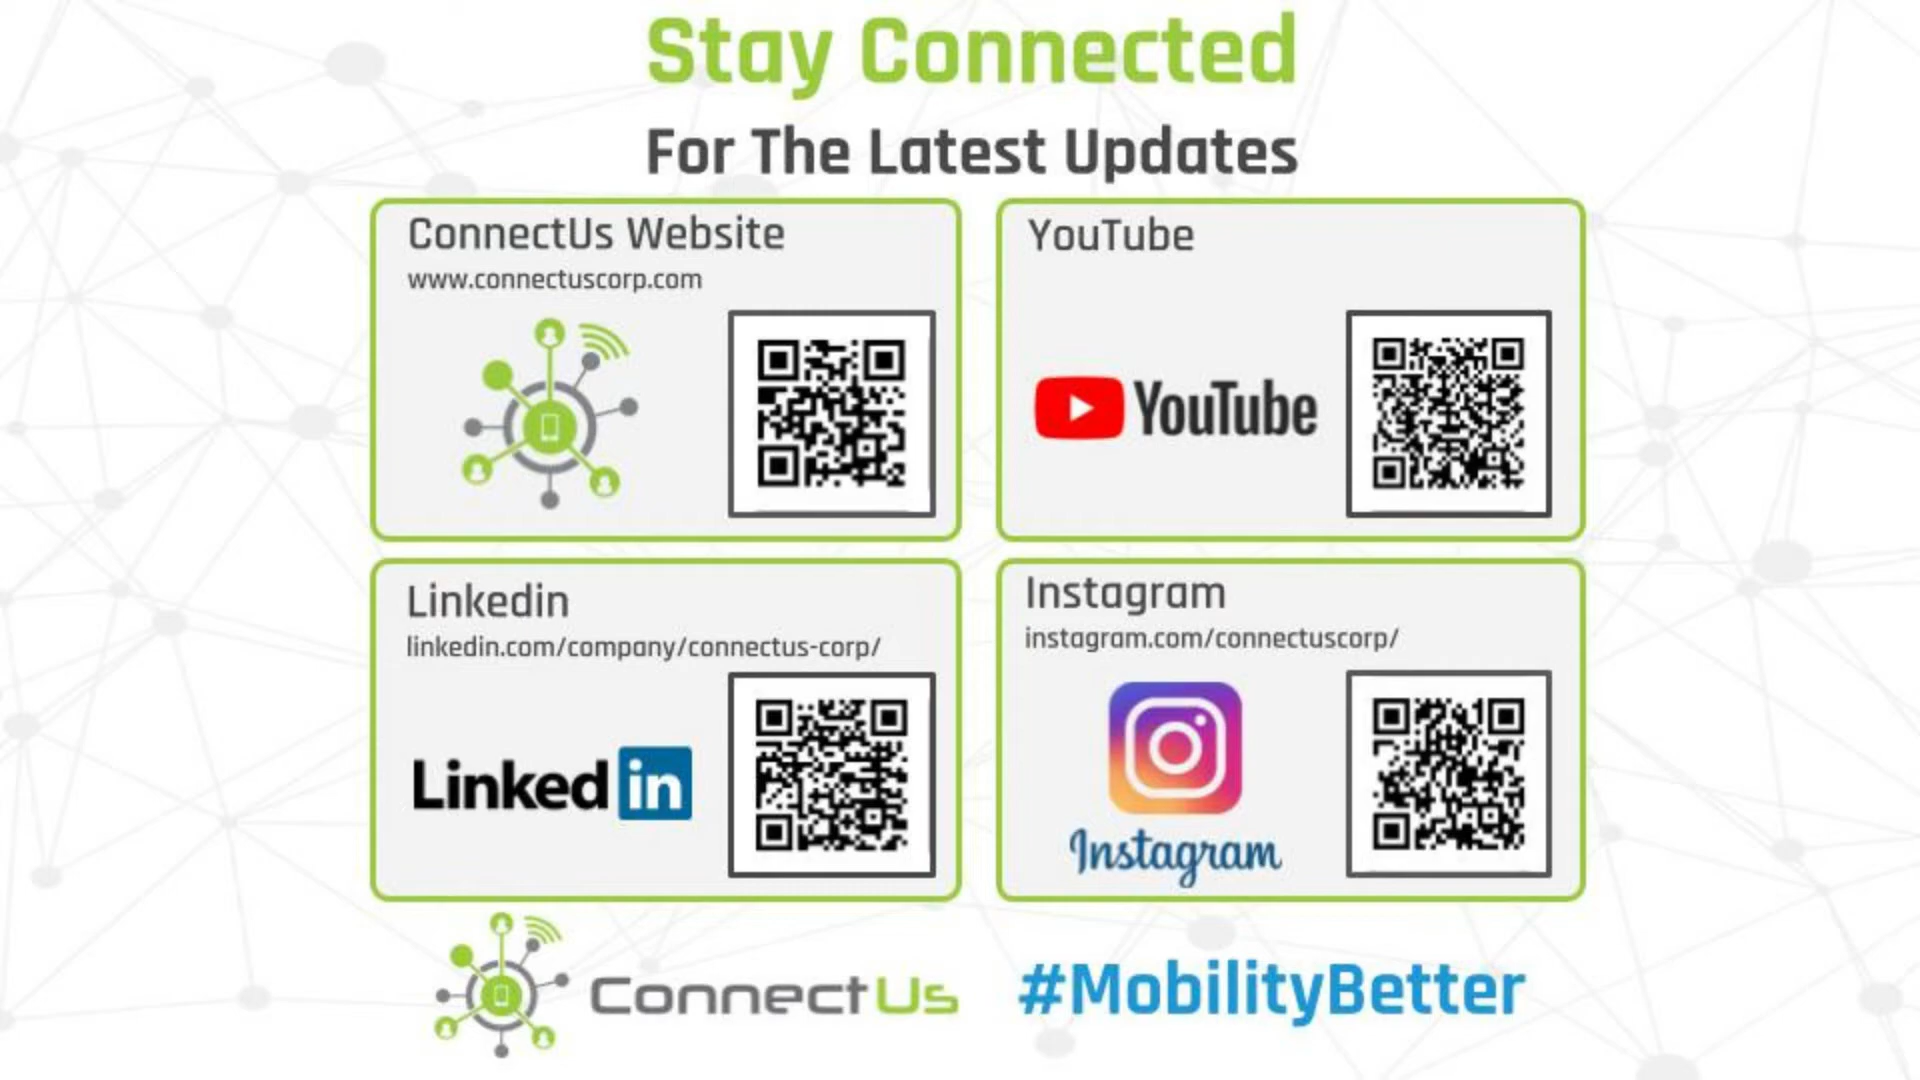 Stay Connected
For The Latest Updates
ConnectUs Website
www.connectuscorp.com
YouTube
YouTube
Linkedin
linkedin.com/company/connectus-corp/
Linked in
Instagram
instagram.com/connectuscorp/
Instagram
ConnectUs
#MobilityBetter